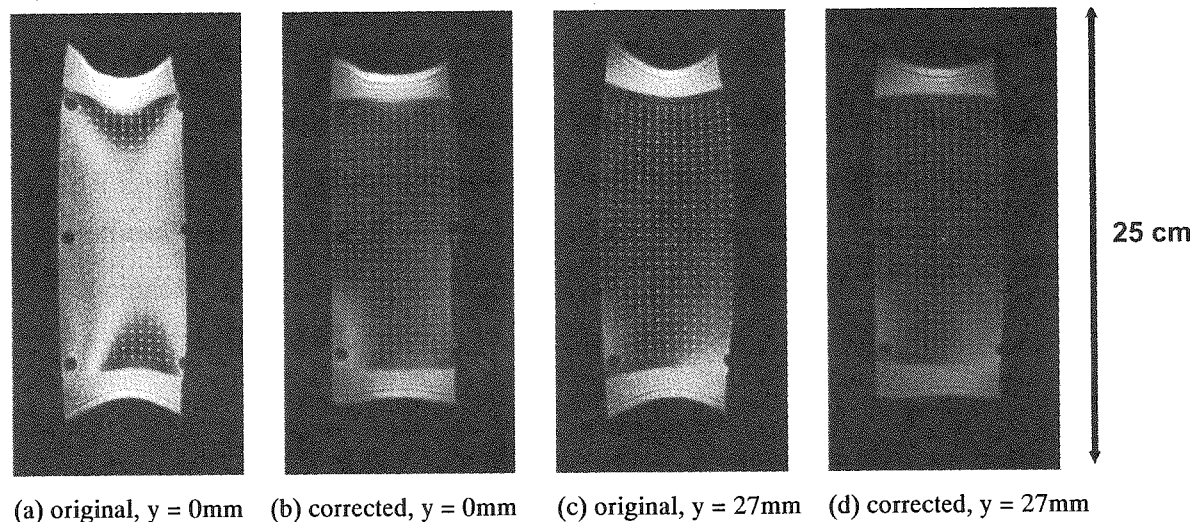 25 cm
(a) original, y = 0mm (b) corrected, y = 0mm (c) original, y = 27mm (d) corrected, y = 27mm